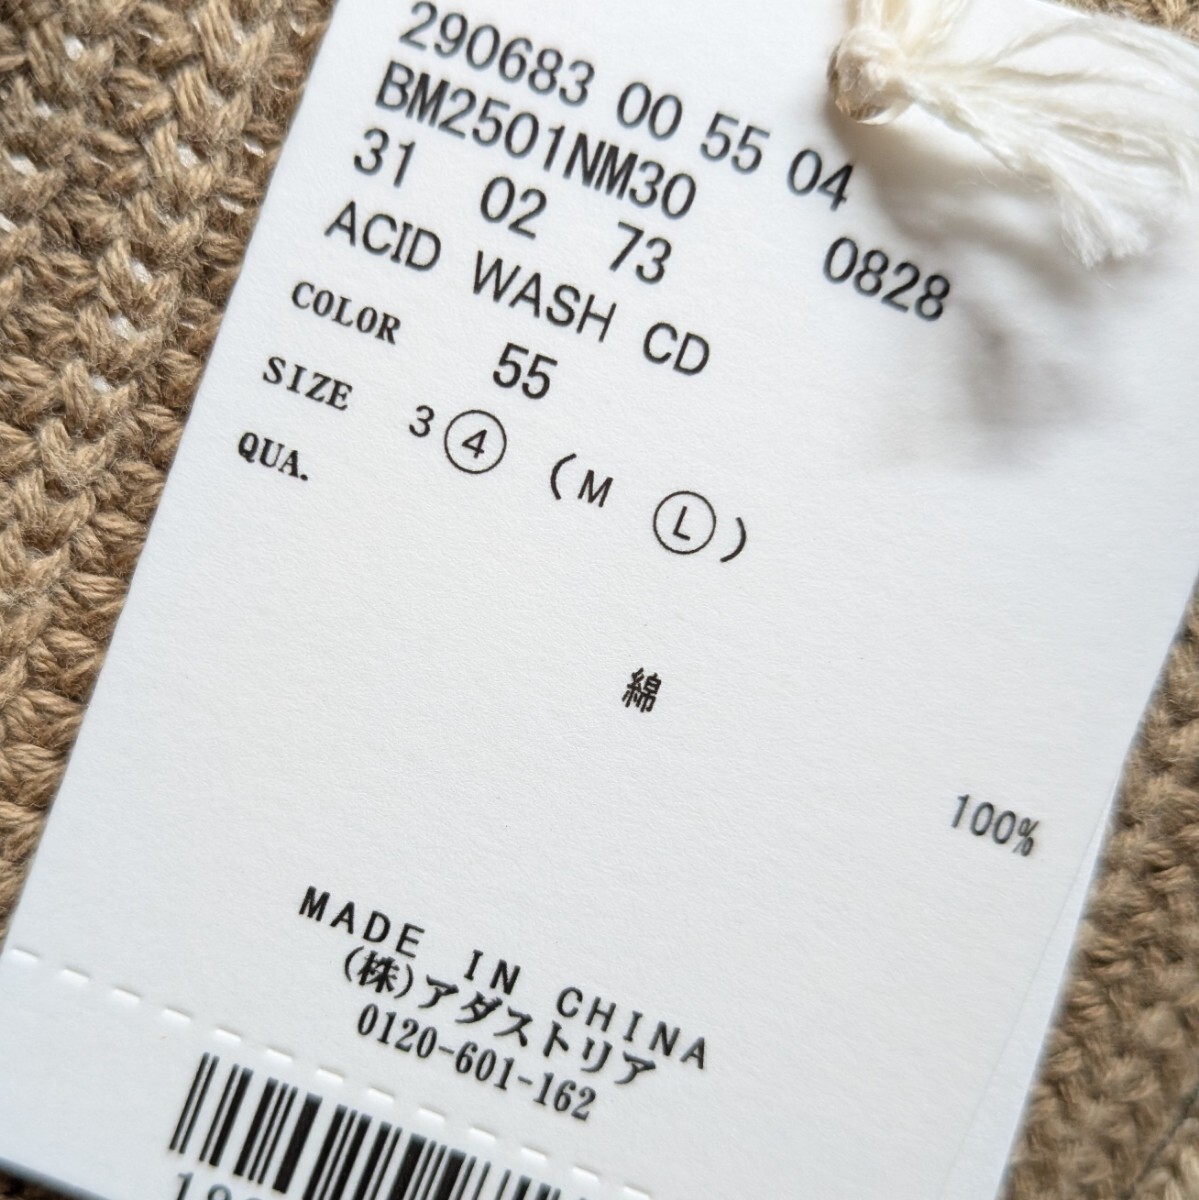 290683 00 55 04
BM2501NM30
31 02 73 0828
ACID WASH CD
COLOR 55
SIZE 3 ④ (M Ⓛ)
QUA.
綿
100%
MADE IN CHINA
(株)アダストリア
0120-601-162